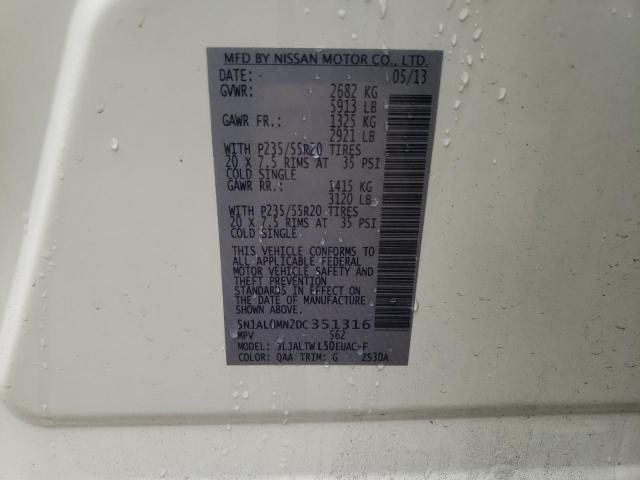 MFD BY NISSAN MOTOR CO., LTD.
DATE: 05/13
GVWR: 2682 KG
5913 LB
GAWR FR.: 1325 KG
2921 LB
WITH P235/55R20 TIRES
20 X 7.5 RIMS AT 35 PSI
COLD SINGLE
GAWR RR.: 1415 KG
3120 LB
WITH P235/55R20 TIRES
20 X 7.5 RIMS AT 35 PSI
COLD SINGLE
THIS VEHICLE CONFORMS TO
ALL APPLICABLE FEDERAL
MOTOR VEHICLE SAFETY AND
THEFT PREVENTION
STANDARDS IN EFFECT ON
THE DATE OF MANUFACTURE
SHOWN ABOVE.
5N1AL0MN2DC351316
MPV 562
MODEL: JLJALTWL50EUAC-F
COLOR: QAA TRIM: G 2S30A